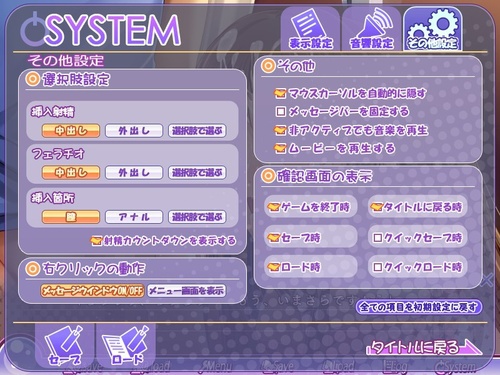 SYSTEM
表示設定
音響設定
その他設定
その他設定
選択肢設定
挿入射精
中出し
外出し
選択肢で選ぶ
フェラチオ
中出し
外出し
選択肢で選ぶ
挿入箇所
膣
アナル
選択肢で選ぶ
射精カウントダウンを表示する
右クリックの動作
メッセージウインドウON/OFF
メニュー画面を表示
その他
マウスカーソルを自動的に隠す
メッセージバーを固定する
非アクティブでも音楽を再生
ムービーを再生する
確認画面の表示
ゲームを終了時
タイトルに戻る時
セーブ時
クイックセーブ時
ロード時
クイックロード時
全ての項目を初期設定に戻す
セーブ
ロード
タイトルに戻る